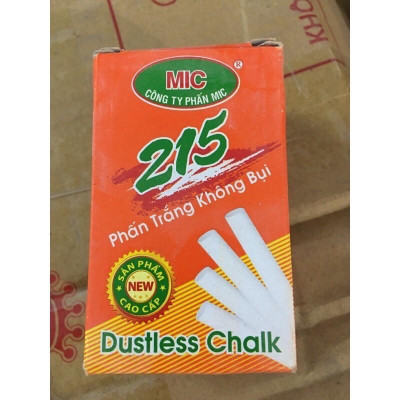 MIC
®
CÔNG TY PHẤN MIC
215
Phấn Trắng Không Bụi
SẢN PHẨM
NEW
CAO CẤP
Dustless Chalk